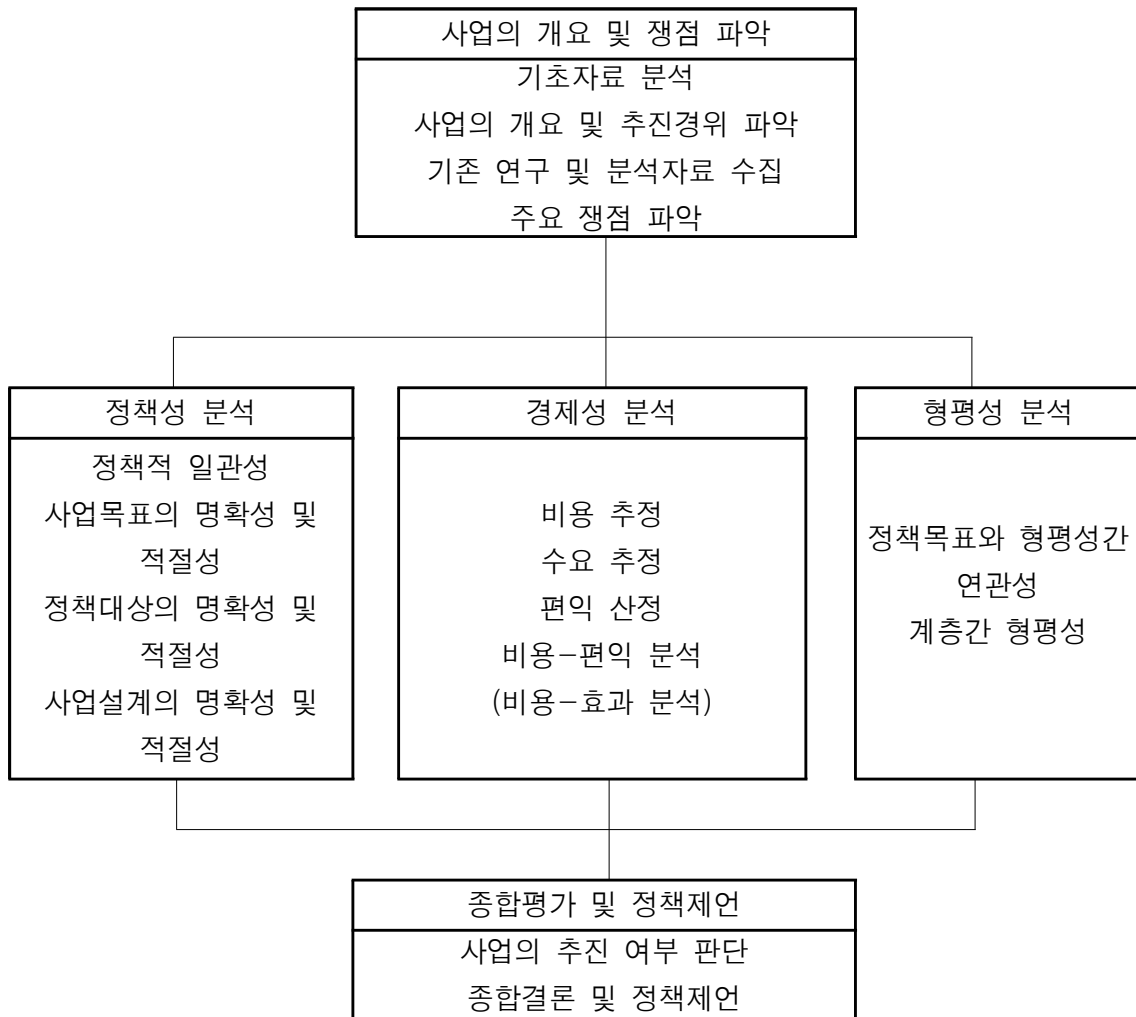 사업의 개요 및 쟁점 파악
기초자료 분석
사업의 개요 및 추진경위 파악
기존 연구 및 분석자료 수집
주요 쟁점 파악
정책성 분석
정책적 일관성
사업목표의 명확성 및
적절성
정책대상의 명확성 및
적절성
사업설계의 명확성 및
적절성
경제성 분석
비용 추정
수요 추정
편익 산정
비용-편익 분석
(비용-효과 분석)
형평성 분석
정책목표와 형평성간
연관성
계층간 형평성
종합평가 및 정책제언
사업의 추진 여부 판단
종합결론 및 정책제언